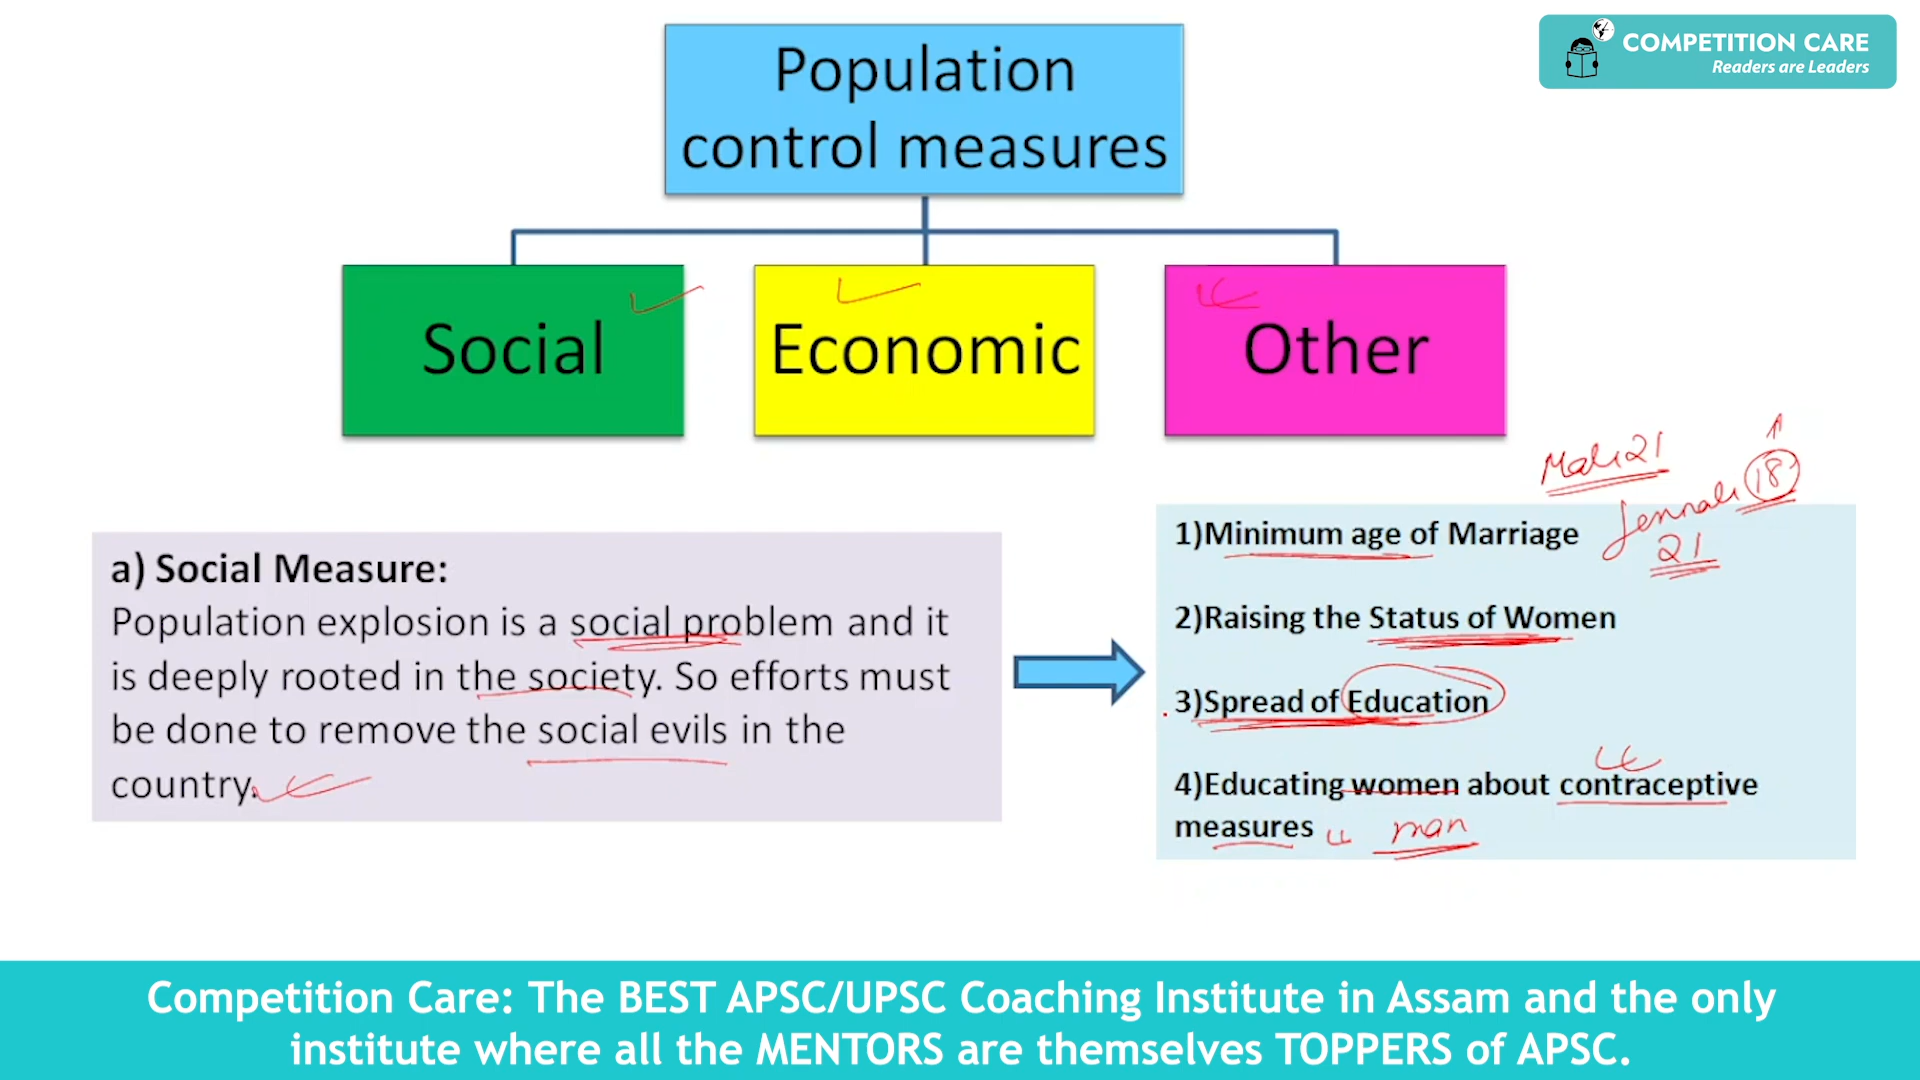 COMPETITION CARE
Readers are Leaders
Population
control measures
Social
Economic
Other
Male 21
18
Female
21
a) Social Measure:
Population explosion is a social problem and it
is deeply rooted in the society. So efforts must
be done to remove the social evils in the
country.
1)Minimum age of Marriage
2)Raising the Status of Women
3)Spread of Education
4)Educating women about contraceptive
measures
man
Competition Care: The BEST APSC/UPSC Coaching Institute in Assam and the only
institute where all the MENTORS are themselves TOPPERS of APSC.